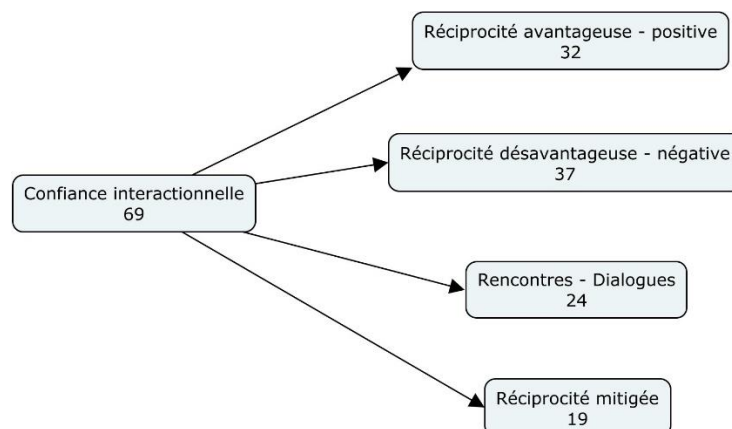 Réciprocité avantageuse - positive
32
Réciprocité désavantageuse - négative
37
Confiance interactionnelle
69
Rencontres - Dialogues
24
Réciprocité mitigée
19